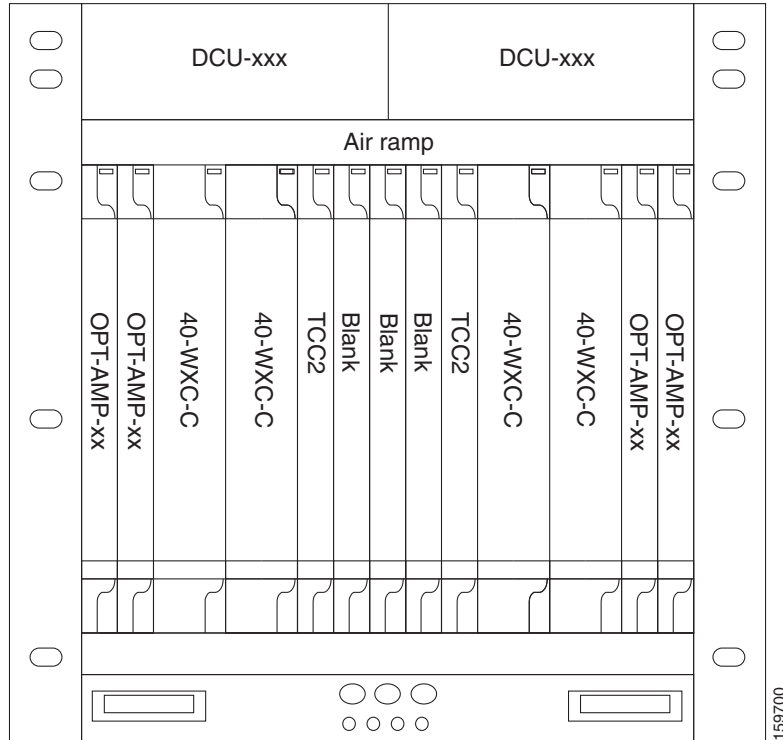 DCU-xxx
DCU-xxx
Air ramp
OPT-AMP-xx
OPT-AMP-xx
40-WXC-C
40-WXC-C
TCC2
Blank
Blank
Blank
TCC2
40-WXC-C
40-WXC-C
OPT-AMP-xx
OPT-AMP-xx
159700